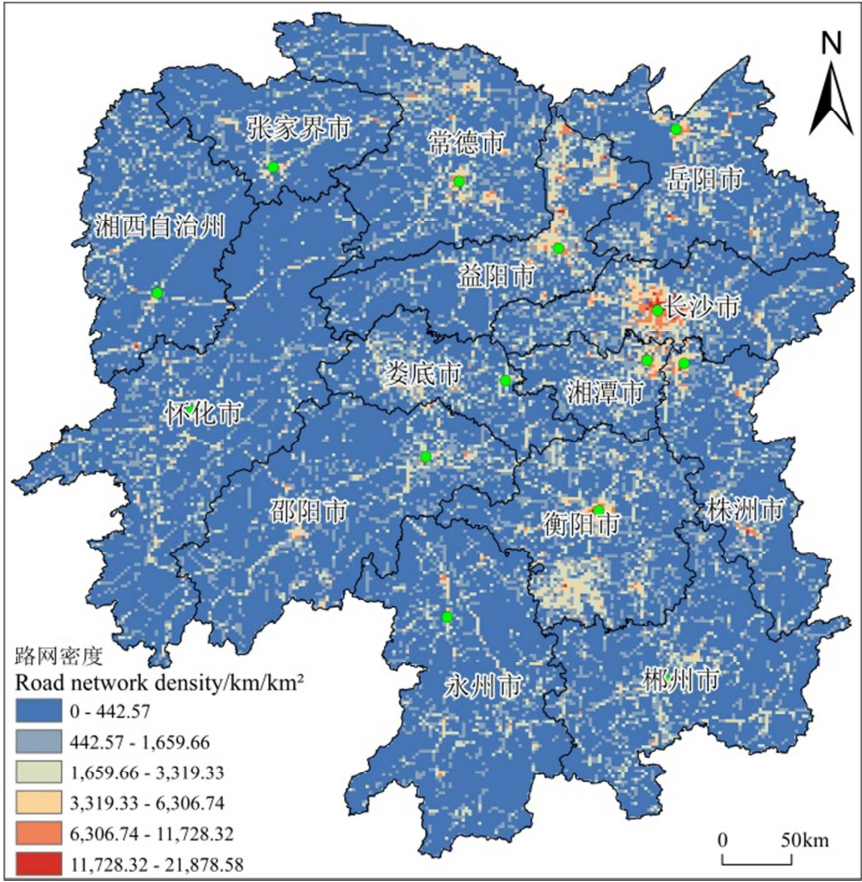 N
张家界市
常德市
岳阳市
湘西自治州
益阳市
长沙市
娄底市
湘潭市
怀化市
邵阳市
衡阳市
株洲市
永州市
郴州市
路网密度
Road network density/km/km²
0 - 442.57
442.57 - 1,659.66
1,659.66 - 3,319.33
3,319.33 - 6,306.74
6,306.74 - 11,728.32
11,728.32 - 21,878.58
0 50km